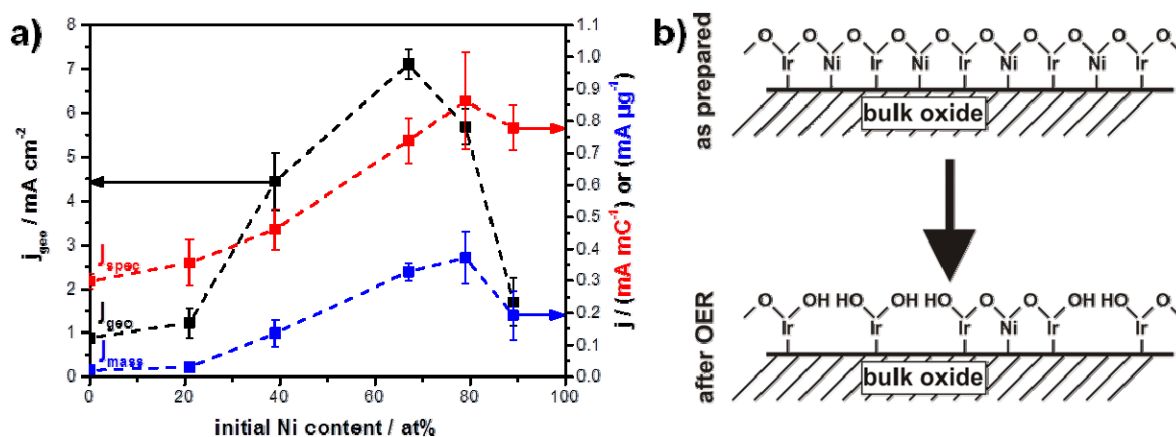 a)
8
7
6
5
4
3
2
1
0
j geo / mA cm-2
J spec
J geo
J mass
0 20 40 60 80 100
initial Ni content / at%
1.1
1.0
0.9
0.8
0.7
0.6
0.5
0.4
0.3
0.2
0.1
0.0
j / (mA mC-1) or (mA µg-1)
b)
as prepared
O O O O O O O O O
Ir Ni Ir Ni Ir Ni Ir Ni Ir
bulk oxide
after OER
O OH HO OH HO O O OH HO O
Ir Ir Ir Ni Ir Ir
bulk oxide